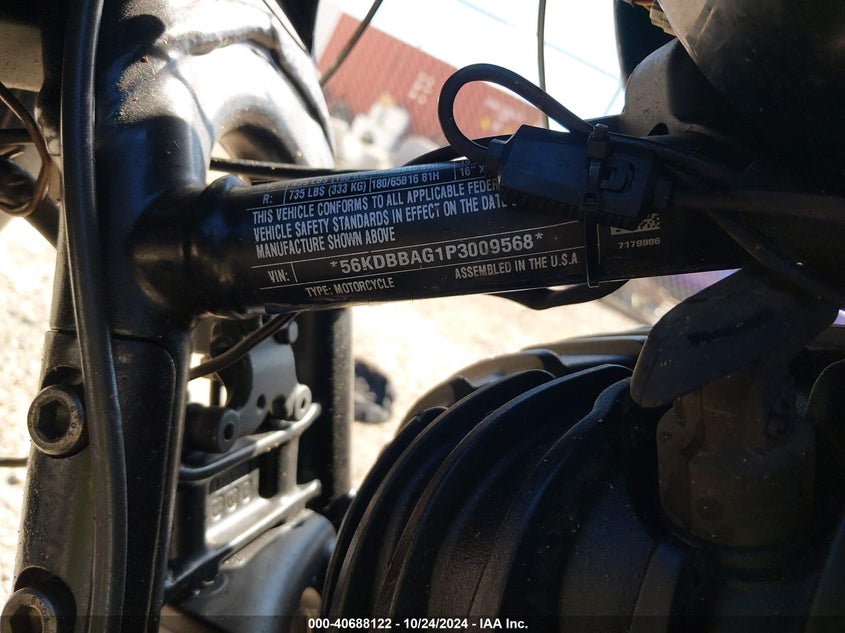 R: 735 LBS (333 KG) 180/65B16 81H 16" X
THIS VEHICLE CONFORMS TO ALL APPLICABLE
VEHICLE SAFETY STANDARDS IN EFFECT ON THE DATE
MANUFACTURE SHOWN ABOVE
VIN: *56KDBBAG1P3009568*
TYPE: MOTORCYCLE ASSEMBLED IN THE U.S.A
7179986
000-40688122 - 10/24/2024 - IAA Inc.